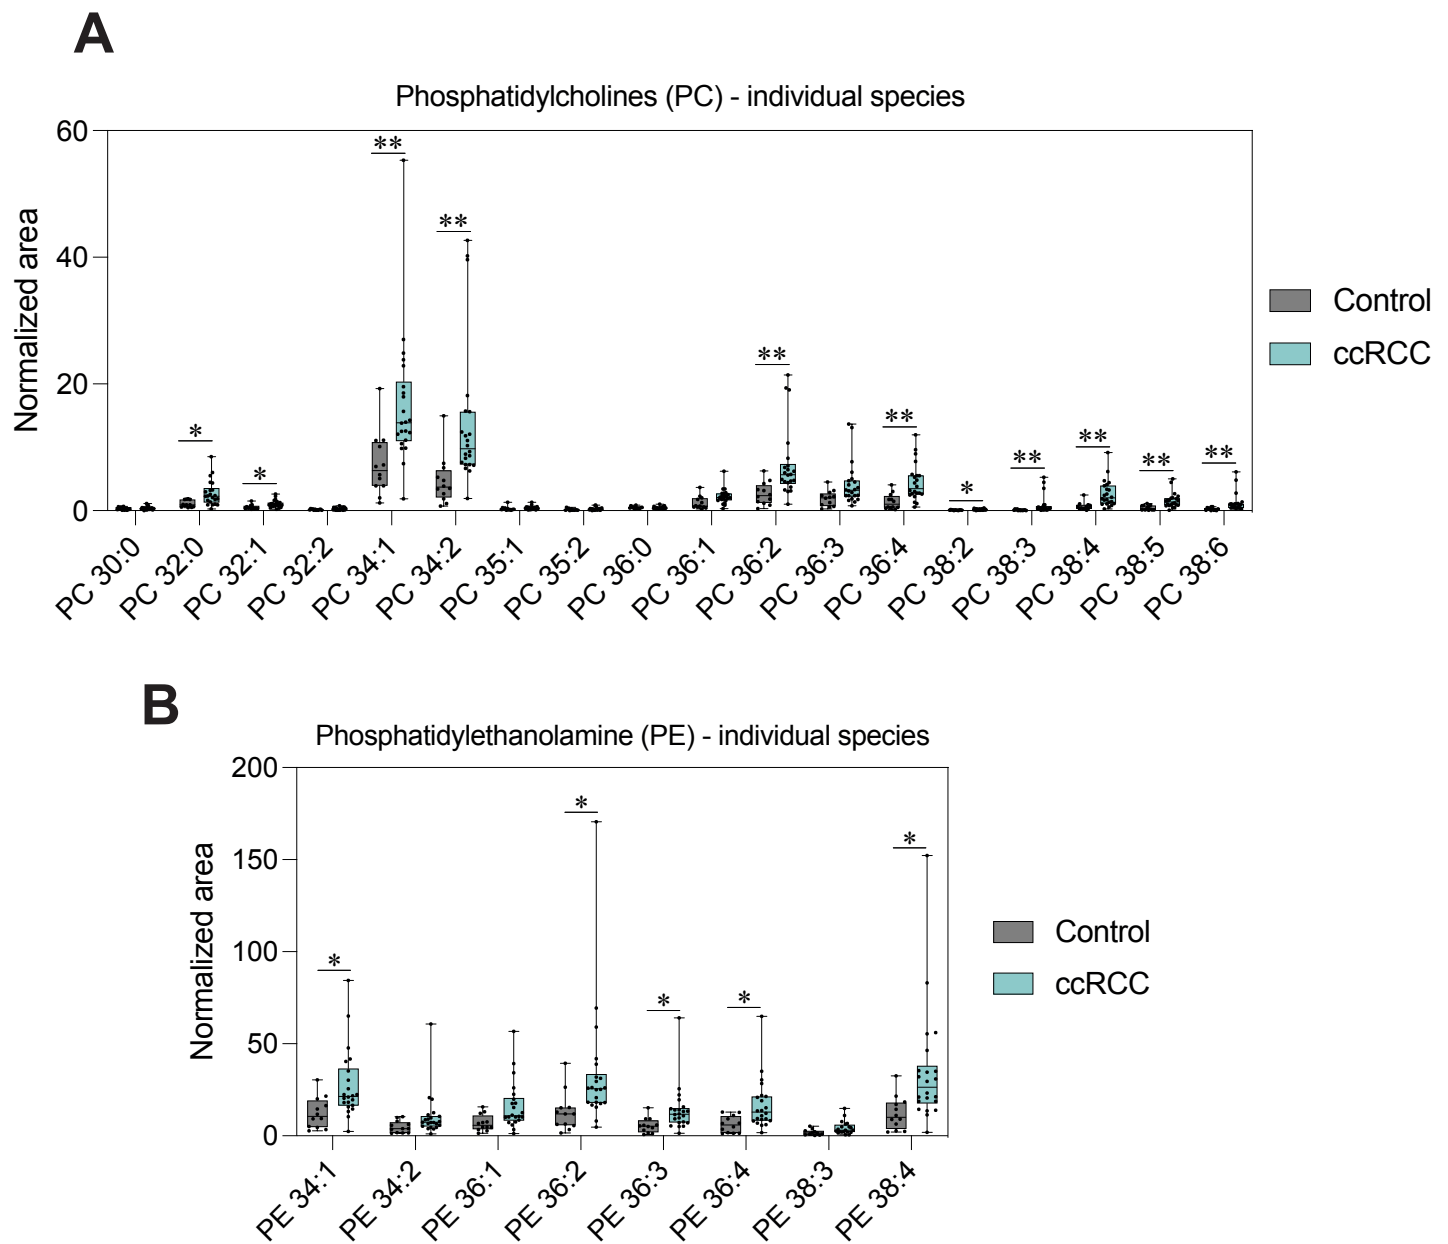 A
Phosphatidylcholines (PC) - individual species
Normalized area
60
40
20
0
**
**
*
*
**
**
*
**
**
**
**
PC 30:0
PC 32:0
PC 32:1
PC 32:2
PC 34:1
PC 34:2
PC 35:1
PC 35:2
PC 36:0
PC 36:1
PC 36:2
PC 36:3
PC 36:4
PC 38:2
PC 38:3
PC 38:4
PC 38:5
PC 38:6
Control
ccRCC
B
Phosphatidylethanolamine (PE) - individual species
Normalized area
200
150
100
50
0
*
*
*
*
*
PE 34:1
PE 34:2
PE 36:1
PE 36:2
PE 36:3
PE 36:4
PE 38:3
PE 38:4
Control
ccRCC